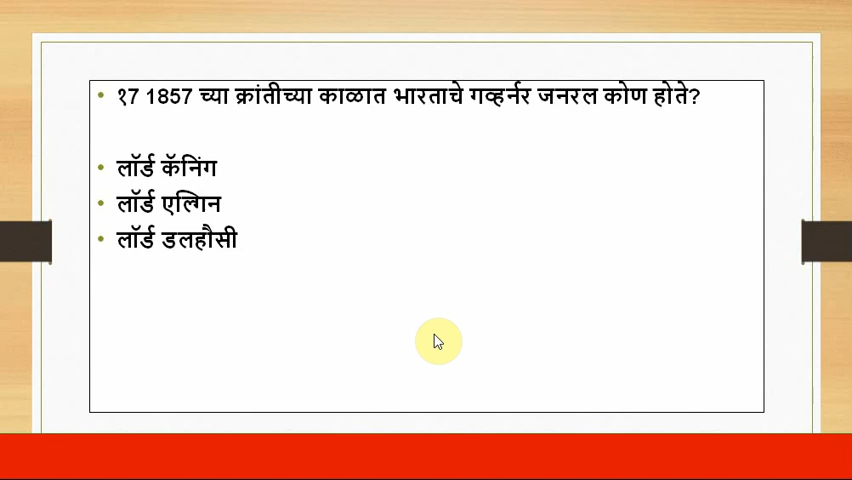 १7 1857 च्या क्रांतीच्या काळात भारताचे गव्हर्नर जनरल कोण होते?
लॉर्ड कॅनिंग
लॉर्ड एल्गिन
लॉर्ड डलहौसी